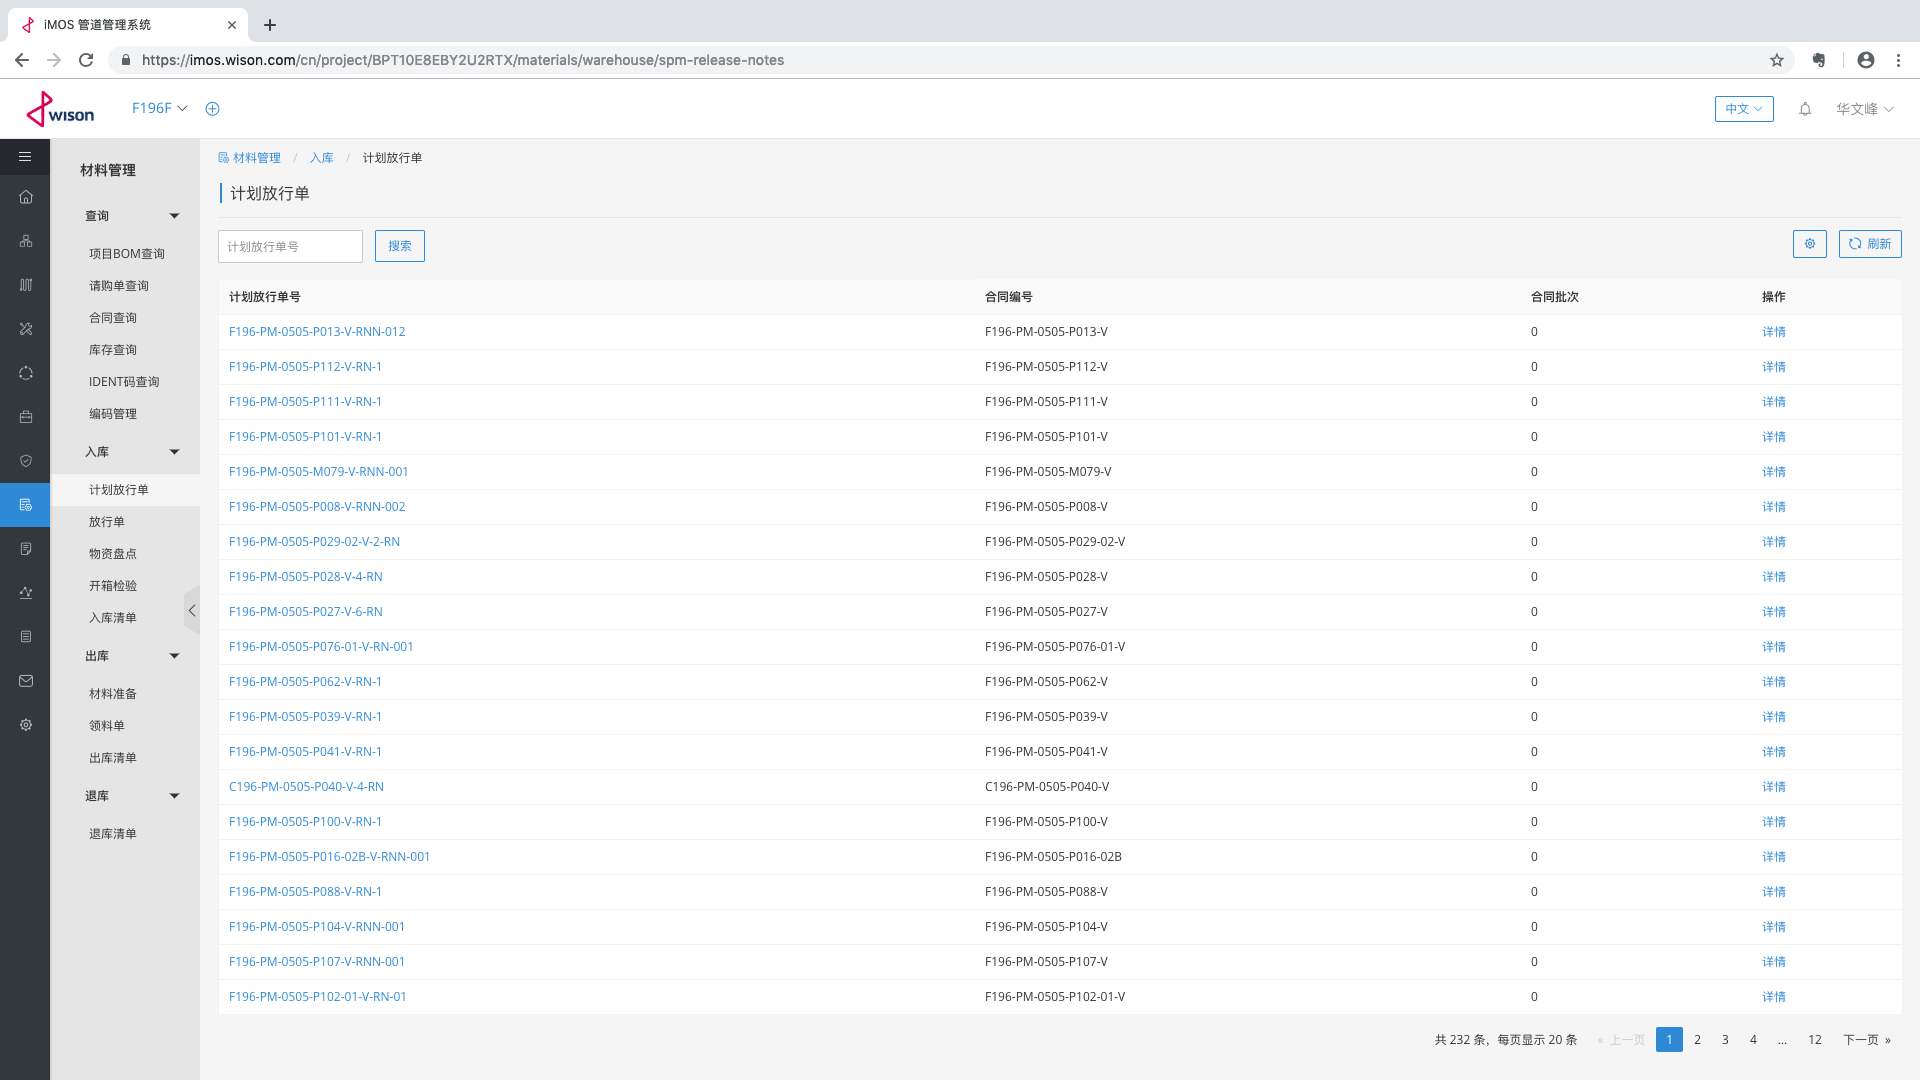 iMOS 管道管理系统
https://imos.wison.com/cn/project/BPT10E8EBY2U2RTX/materials/warehouse/spm-release-notes
wison
F196F
中文
华文峰
材料管理
查询
项目BOM查询
请购单查询
合同查询
库存查询
IDENT码查询
编码管理
入库
计划放行单
放行单
物资盘点
开箱检验
入库清单
出库
材料准备
领料单
出库清单
退库
退库清单
材料管理 / 入库 / 计划放行单
计划放行单
计划放行单号 搜索 刷新
计划放行单号 合同编号 合同批次 操作
F196-PM-0505-P013-V-RNN-012 F196-PM-0505-P013-V 0 详情
F196-PM-0505-P112-V-RN-1 F196-PM-0505-P112-V 0 详情
F196-PM-0505-P111-V-RN-1 F196-PM-0505-P111-V 0 详情
F196-PM-0505-P101-V-RN-1 F196-PM-0505-P101-V 0 详情
F196-PM-0505-M079-V-RNN-001 F196-PM-0505-M079-V 0 详情
F196-PM-0505-P008-V-RNN-002 F196-PM-0505-P008-V 0 详情
F196-PM-0505-P029-02-V-2-RN F196-PM-0505-P029-02-V 0 详情
F196-PM-0505-P028-V-4-RN F196-PM-0505-P028-V 0 详情
F196-PM-0505-P027-V-6-RN F196-PM-0505-P027-V 0 详情
F196-PM-0505-P076-01-V-RN-001 F196-PM-0505-P076-01-V 0 详情
F196-PM-0505-P062-V-RN-1 F196-PM-0505-P062-V 0 详情
F196-PM-0505-P039-V-RN-1 F196-PM-0505-P039-V 0 详情
F196-PM-0505-P041-V-RN-1 F196-PM-0505-P041-V 0 详情
C196-PM-0505-P040-V-4-RN C196-PM-0505-P040-V 0 详情
F196-PM-0505-P100-V-RN-1 F196-PM-0505-P100-V 0 详情
F196-PM-0505-P016-02B-V-RNN-001 F196-PM-0505-P016-02B 0 详情
F196-PM-0505-P088-V-RN-1 F196-PM-0505-P088-V 0 详情
F196-PM-0505-P104-V-RNN-001 F196-PM-0505-P104-V 0 详情
F196-PM-0505-P107-V-RNN-001 F196-PM-0505-P107-V 0 详情
F196-PM-0505-P102-01-V-RN-01 F196-PM-0505-P102-01-V 0 详情
共 232 条，每页显示 20 条 « 上一页 1 2 3 4 ... 12 下一页 »